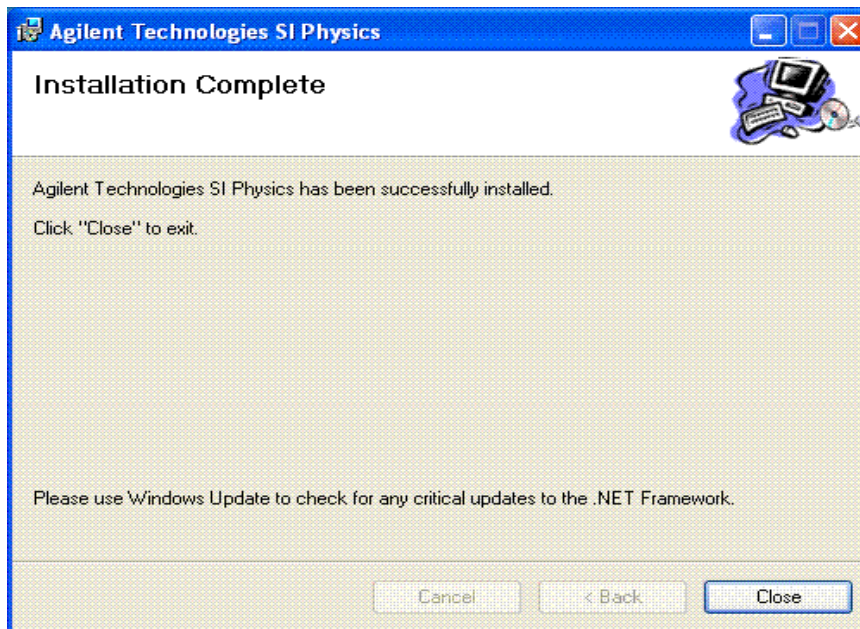 Agilent Technologies SI Physics
Installation Complete
Agilent Technologies SI Physics has been successfully installed.
Click "Close" to exit.
Please use Windows Update to check for any critical updates to the .NET Framework.
Cancel < Back Close